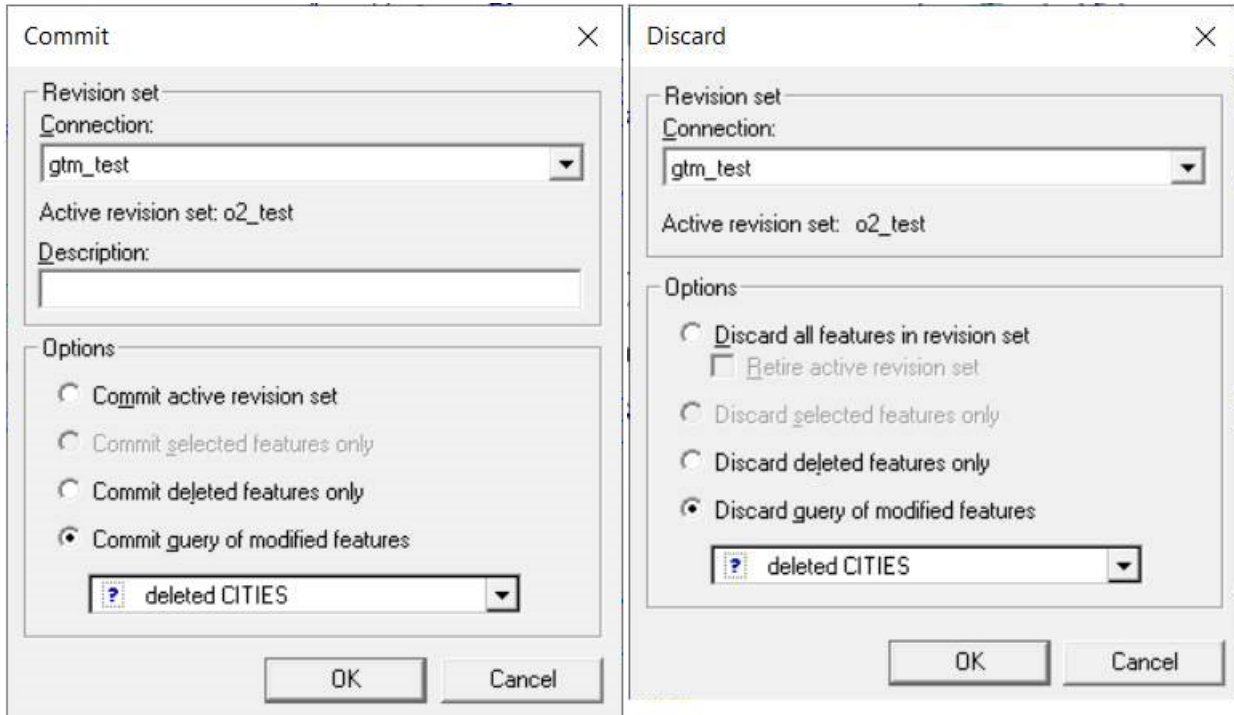 Commit
Revision set
Connection:
gtm_test
Active revision set: o2_test
Description:
Options
Commit active revision set
Commit selected features only
Commit deleted features only
Commit query of modified features
? deleted CITIES
OK Cancel
Discard
Revision set
Connection:
gtm_test
Active revision set: o2_test
Options
Discard all features in revision set
Retire active revision set
Discard selected features only
Discard deleted features only
Discard query of modified features
? deleted CITIES
OK Cancel